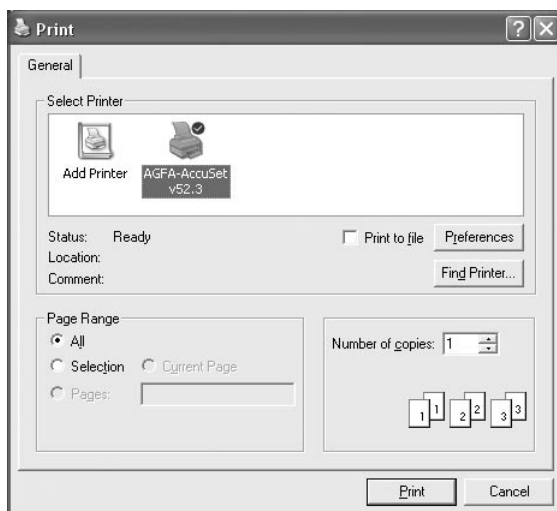 Print
General
Select Printer
Add Printer
AGFA-AccuSet
v52.3
Status: Ready
Print to file
Preferences
Location:
Comment:
Find Printer...
Page Range
All
Selection
Current Page
Pages:
Number of copies: 1
1 1 2 2 3 3
Print
Cancel